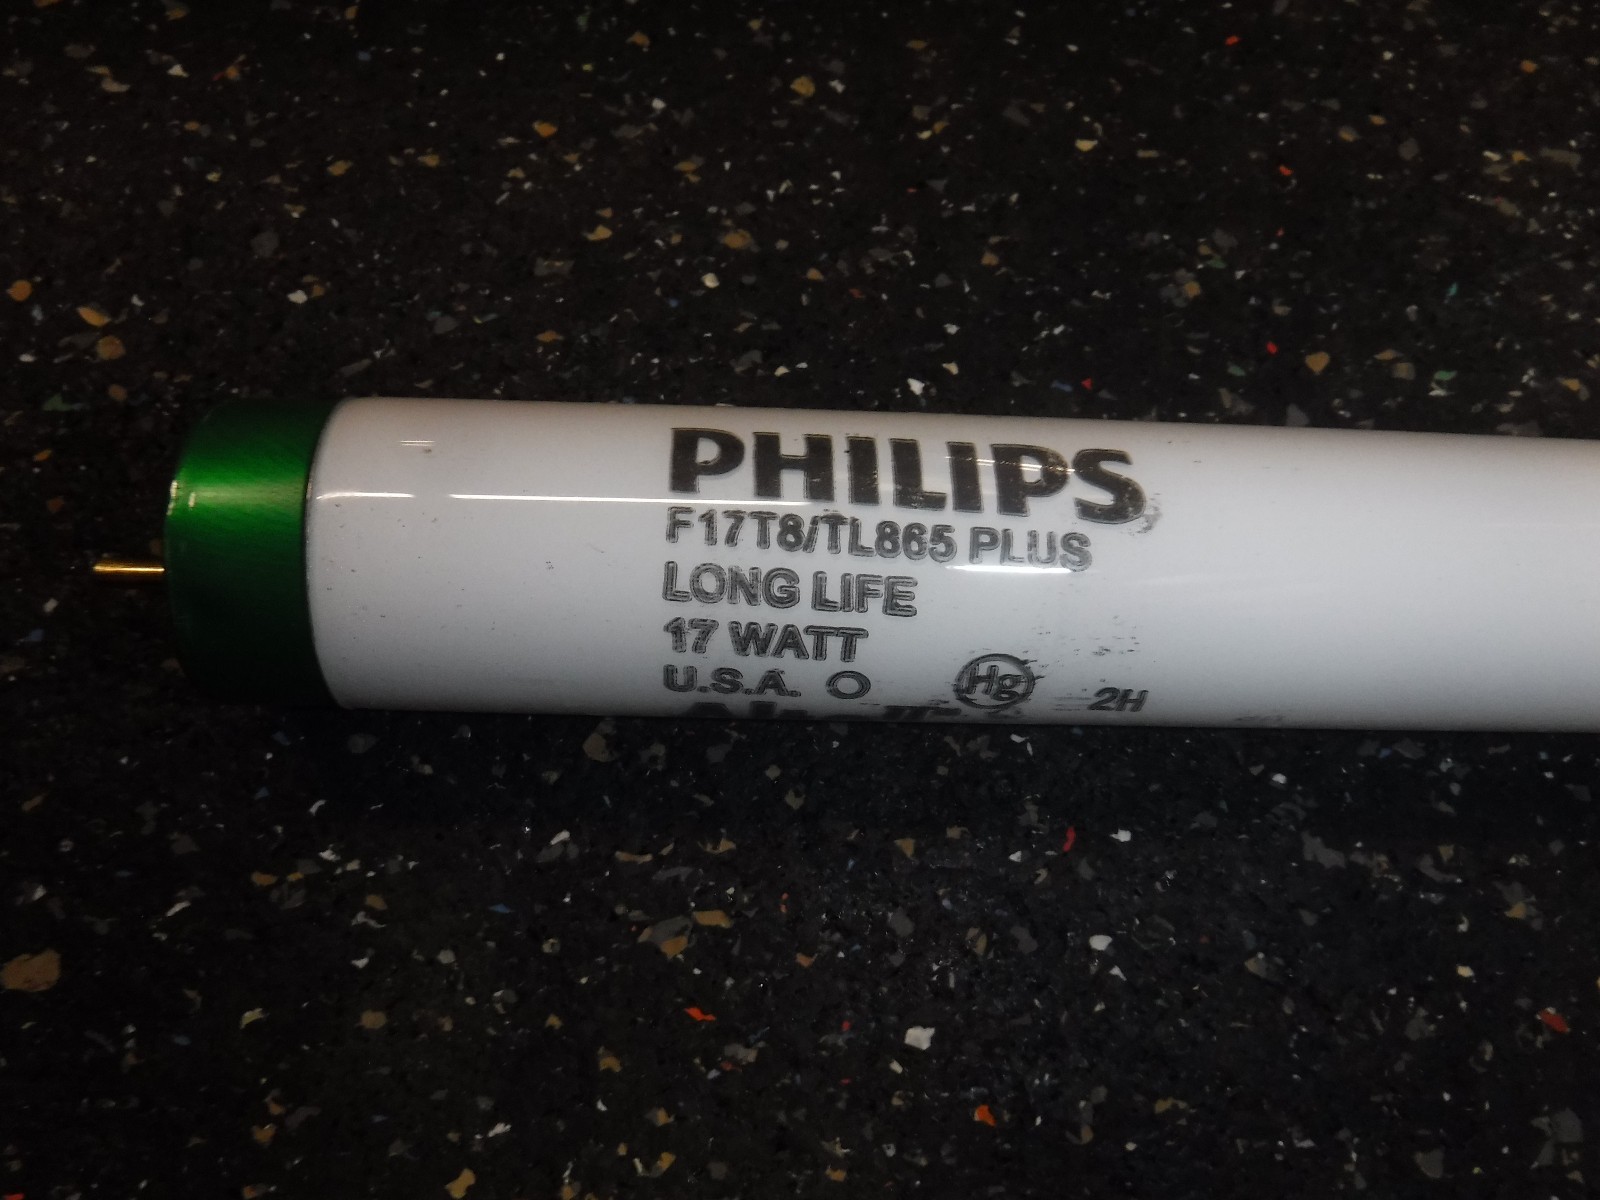 PHILIPS
F17T8/TL865 PLUS
LONG LIFE
17 WATT
U.S.A. Hg 2H